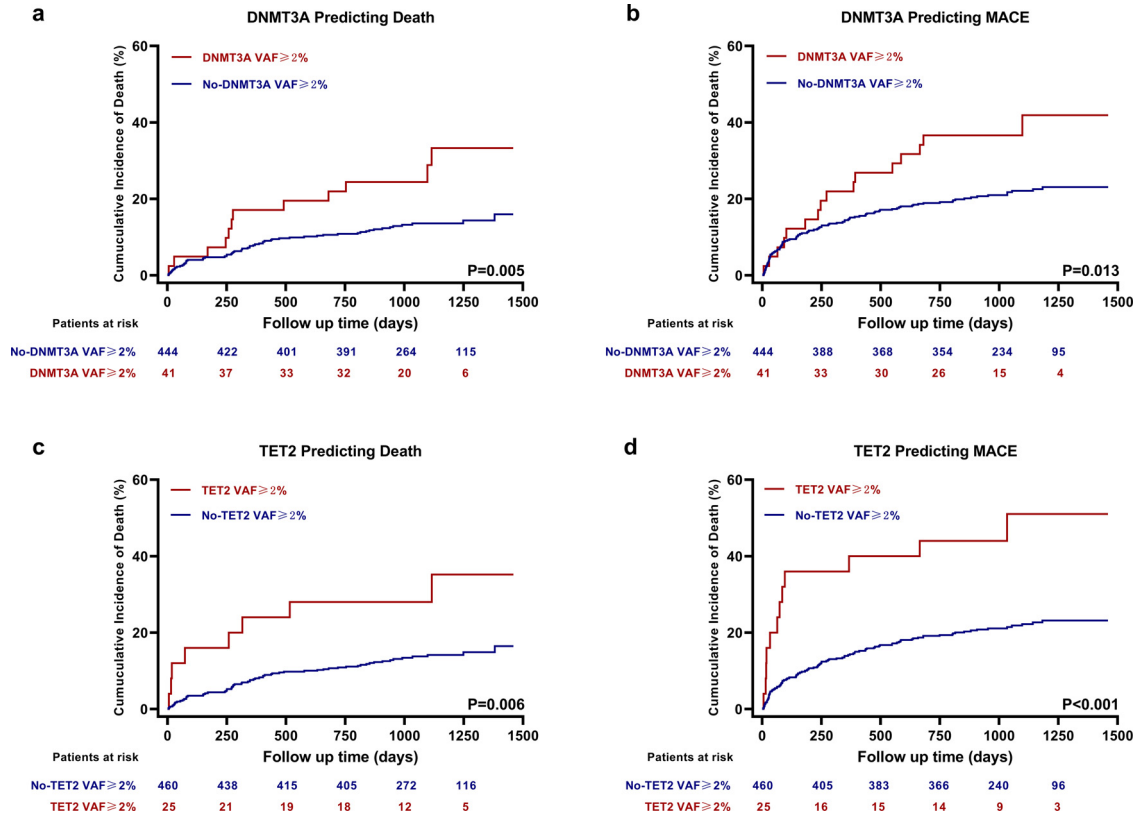 a
DNMT3A Predicting Death
Cumuculative Incidence of Death (%)
60
40
20
0
DNMT3A VAF⩾2%
No-DNMT3A VAF⩾2%
P=0.005
0 250 500 750 1000 1250 1500
Patients at risk
Follow up time (days)
No-DNMT3A VAF⩾2% 444 422 401 391 264 115
DNMT3A VAF⩾2% 41 37 33 32 20 6
b
DNMT3A Predicting MACE
Cumuculative Incidence of Death (%)
60
40
20
0
DNMT3A VAF⩾2%
No-DNMT3A VAF⩾2%
P=0.013
0 250 500 750 1000 1250 1500
Patients at risk
Follow up time (days)
No-DNMT3A VAF⩾2% 444 388 368 354 234 95
DNMT3A VAF⩾2% 41 33 30 26 15 4
c
TET2 Predicting Death
Cumuculative Incidence of Death (%)
60
40
20
0
TET2 VAF⩾2%
No-TET2 VAF⩾2%
P=0.006
0 250 500 750 1000 1250 1500
Patients at risk
Follow up time (days)
No-TET2 VAF⩾2% 460 438 415 405 272 116
TET2 VAF⩾2% 25 21 19 18 12 5
d
TET2 Predicting MACE
Cumuculative Incidence of Death (%)
60
40
20
0
TET2 VAF⩾2%
No-TET2 VAF⩾2%
P<0.001
0 250 500 750 1000 1250 1500
Patients at risk
Follow up time (days)
No-TET2 VAF⩾2% 460 405 383 366 240 96
TET2 VAF⩾2% 25 16 15 14 9 3